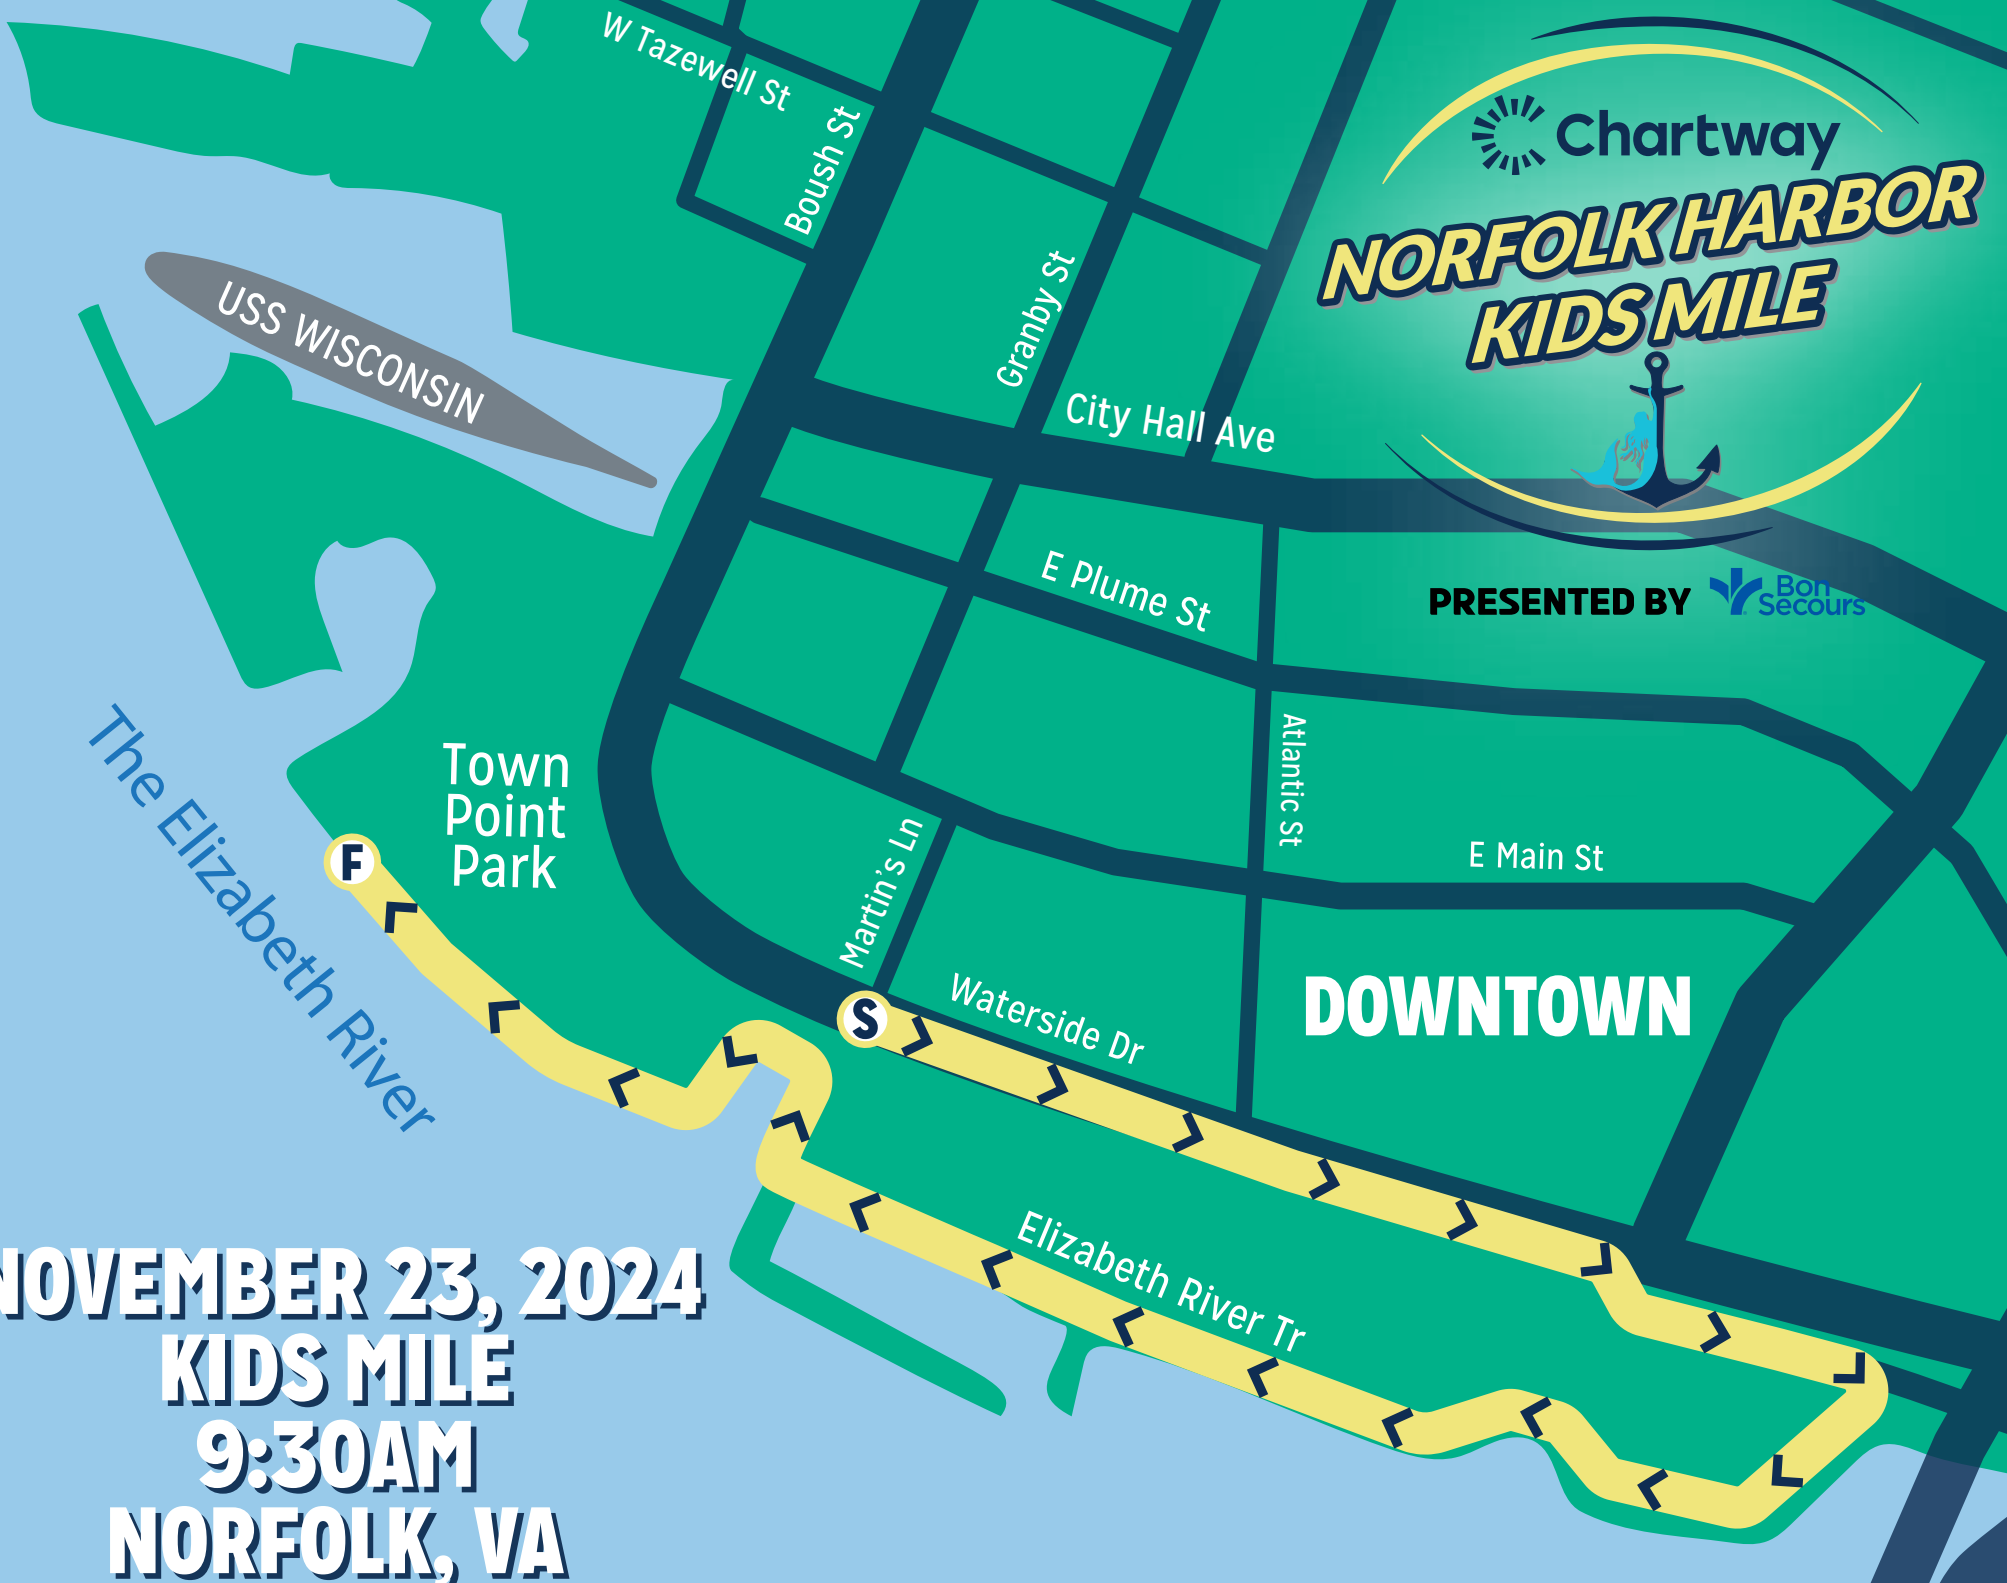 W Tazewell St
Boush St
Chartway
NORFOLK HARBOR
KIDS MILE
USS WISCONSIN
Granby St
City Hall Ave
E Plume St
PRESENTED BY
Bon
Secours
The Elizabeth River
Town
Point
Park
Atlantic St
E Main St
Martin's Ln
F
S
Waterside Dr
DOWNTOWN
Elizabeth River Tr
NOVEMBER 23, 2024
KIDS MILE
9:30AM
NORFOLK, VA